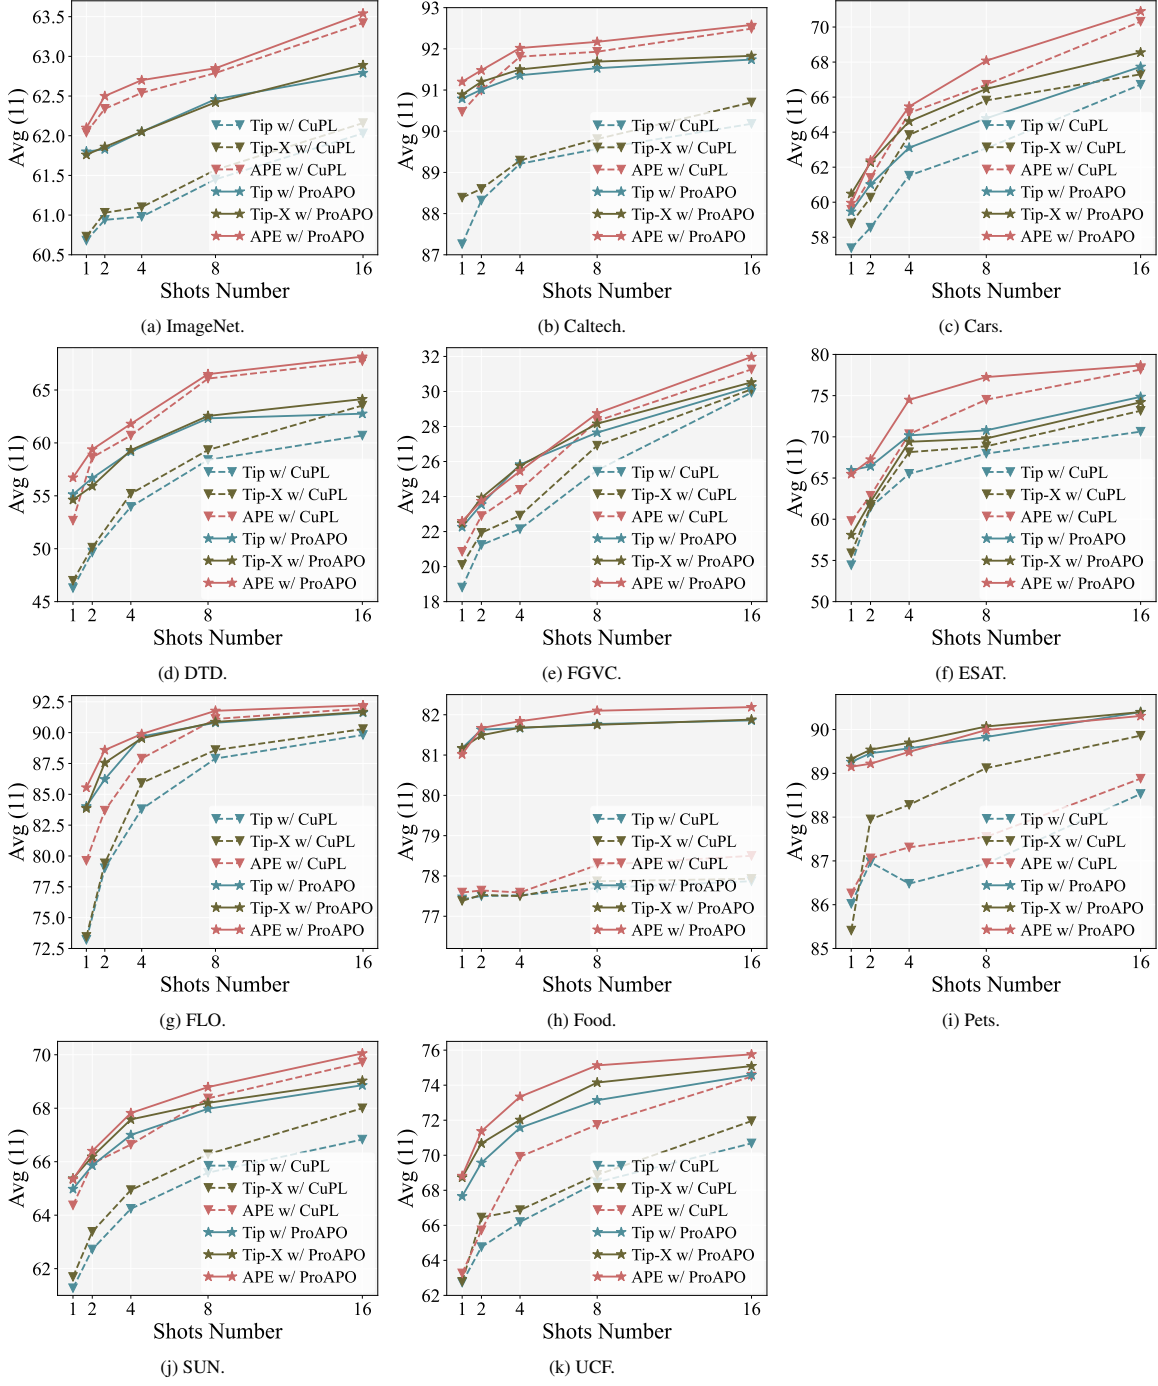 63.5
63.0
62.5
62.0
61.5
61.0
60.5
Avg (11)
Tip w/ CuPL
Tip-X w/ CuPL
APE w/ CuPL
Tip w/ ProAPO
Tip-X w/ ProAPO
APE w/ ProAPO
1 2 4 8 16
Shots Number
(a) ImageNet.
93
92
91
90
89
88
87
Avg (11)
Tip w/ CuPL
Tip-X w/ CuPL
APE w/ CuPL
Tip w/ ProAPO
Tip-X w/ ProAPO
APE w/ ProAPO
1 2 4 8 16
Shots Number
(b) Caltech.
70
68
66
64
62
60
58
Avg (11)
Tip w/ CuPL
Tip-X w/ CuPL
APE w/ CuPL
Tip w/ ProAPO
Tip-X w/ ProAPO
APE w/ ProAPO
1 2 4 8 16
Shots Number
(c) Cars.
65
60
55
50
45
Avg (11)
Tip w/ CuPL
Tip-X w/ CuPL
APE w/ CuPL
Tip w/ ProAPO
Tip-X w/ ProAPO
APE w/ ProAPO
1 2 4 8 16
Shots Number
(d) DTD.
32
30
28
26
24
22
20
18
Avg (11)
Tip w/ CuPL
Tip-X w/ CuPL
APE w/ CuPL
Tip w/ ProAPO
Tip-X w/ ProAPO
APE w/ ProAPO
1 2 4 8 16
Shots Number
(e) FGVC.
80
75
70
65
60
55
50
Avg (11)
Tip w/ CuPL
Tip-X w/ CuPL
APE w/ CuPL
Tip w/ ProAPO
Tip-X w/ ProAPO
APE w/ ProAPO
1 2 4 8 16
Shots Number
(f) ESAT.
92.5
90.0
87.5
85.0
82.5
80.0
77.5
75.0
72.5
Avg (11)
Tip w/ CuPL
Tip-X w/ CuPL
APE w/ CuPL
Tip w/ ProAPO
Tip-X w/ ProAPO
APE w/ ProAPO
1 2 4 8 16
Shots Number
(g) FLO.
82
81
80
79
78
77
Avg (11)
Tip w/ CuPL
Tip-X w/ CuPL
APE w/ CuPL
Tip w/ ProAPO
Tip-X w/ ProAPO
APE w/ ProAPO
1 2 4 8 16
Shots Number
(h) Food.
90
89
88
87
86
85
Avg (11)
Tip w/ CuPL
Tip-X w/ CuPL
APE w/ CuPL
Tip w/ ProAPO
Tip-X w/ ProAPO
APE w/ ProAPO
1 2 4 8 16
Shots Number
(i) Pets.
70
68
66
64
62
Avg (11)
Tip w/ CuPL
Tip-X w/ CuPL
APE w/ CuPL
Tip w/ ProAPO
Tip-X w/ ProAPO
APE w/ ProAPO
1 2 4 8 16
Shots Number
(j) SUN.
76
74
72
70
68
66
64
62
Avg (11)
Tip w/ CuPL
Tip-X w/ CuPL
APE w/ CuPL
Tip w/ ProAPO
Tip-X w/ ProAPO
APE w/ ProAPO
1 2 4 8 16
Shots Number
(k) UCF.